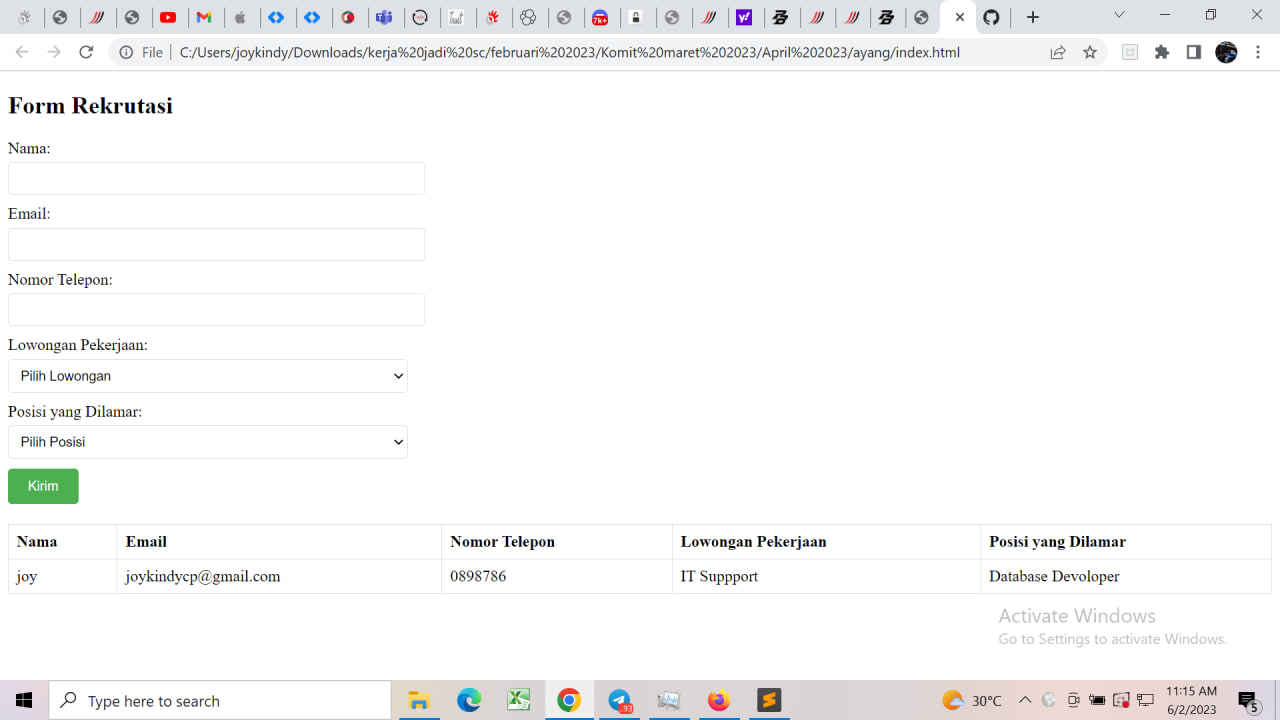 File
C:/Users/joykindy/Downloads/kerja%20jadi%20sc/februari%202023/Komit%20maret%202023/April%202023/ayang/index.html
Form Rekrutasi
Nama:
Email:
Nomor Telepon:
Lowongan Pekerjaan:
Pilih Lowongan
Posisi yang Dilamar:
Pilih Posisi
Kirim
Nama Email Nomor Telepon Lowongan Pekerjaan Posisi yang Dilamar
joy joykindycp@gmail.com 0898786 IT Suppport Database Devoloper
Activate Windows
Go to Settings to activate Windows.
Type here to search
.93
30°C
11:15 AM
6/2/2023
5